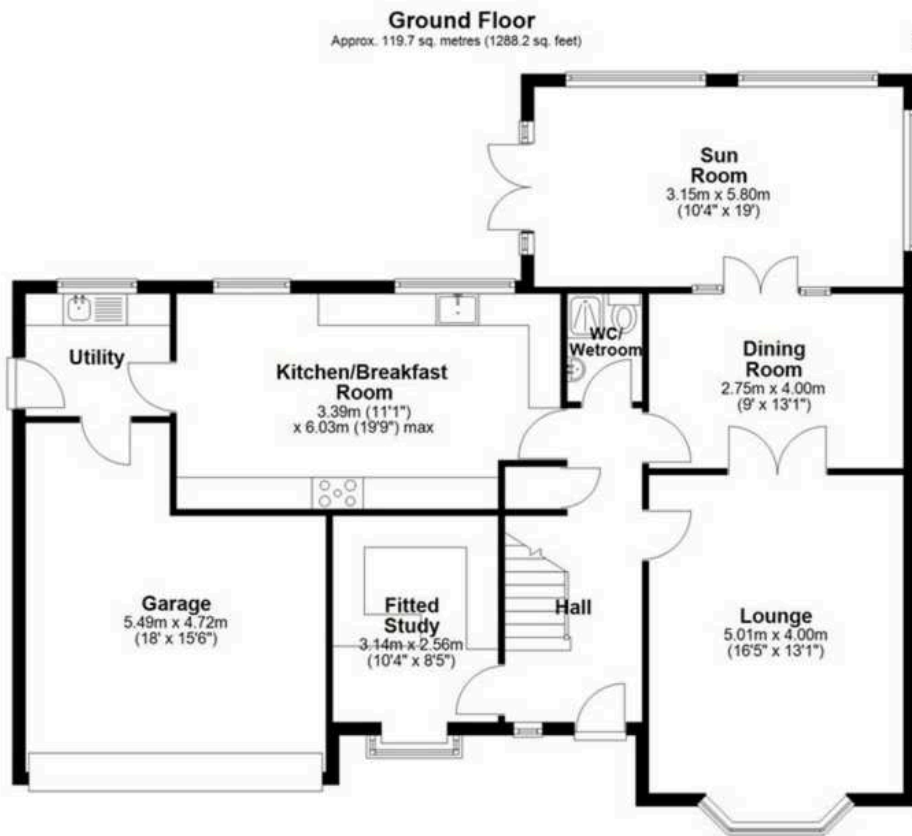 Ground Floor
Approx. 119.7 sq. metres (1288.2 sq. feet)
Sun
Room
3.15m x 5.80m
(10'4" x 19')
Utility
Kitchen/Breakfast
Room
3.39m (11'1")
x 6.03m (19'9") max
WC/
Wetroom
Dining
Room
2.75m x 4.00m
(9' x 13'1")
Garage
5.49m x 4.72m
(18' x 15'6")
Fitted
Study
3.14m x 2.56m
(10'4" x 8'5")
Hall
Lounge
5.01m x 4.00m
(16'5" x 13'1")